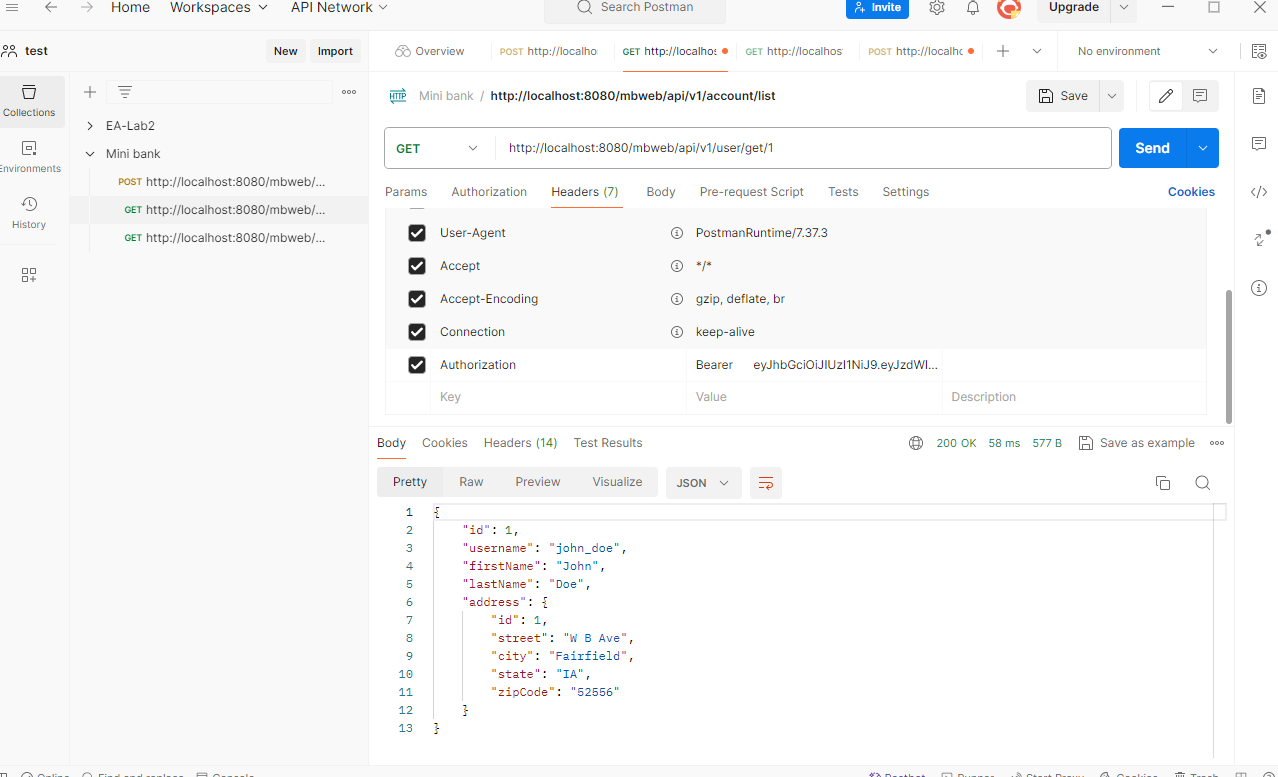 Home Workspaces API Network Search Postman Invite Upgrade
test New Import Overview POST http://localho GET http://localhos GET http://localhos POST http://localhc No environment
Collections
Environments
History
EA-Lab2
Mini bank
POST http://localhost:8080/mbweb/...
GET http://localhost:8080/mbweb/...
GET http://localhost:8080/mbweb/...
HTTP Mini bank / http://localhost:8080/mbweb/api/v1/account/list Save
GET http://localhost:8080/mbweb/api/v1/user/get/1 Send
Params Authorization Headers (7) Body Pre-request Script Tests Settings Cookies
User-Agent PostmanRuntime/7.37.3
Accept */*
Accept-Encoding gzip, deflate, br
Connection keep-alive
Authorization Bearer eyJhbGciOiJIUzI1NiJ9.eyJzdWI...
Key Value Description
Body Cookies Headers (14) Test Results 200 OK 58 ms 577 B Save as example
Pretty Raw Preview Visualize JSON
1 {
2 "id": 1,
3 "username": "john_doe",
4 "firstName": "John",
5 "lastName": "Doe",
6 "address": {
7 "id": 1,
8 "street": "W B Ave",
9 "city": "Fairfield",
10 "state": "IA",
11 "zipCode": "52556"
12 }
13 }
Online Find and replace Console Postbot Runner Start Proxy Cookies Trash